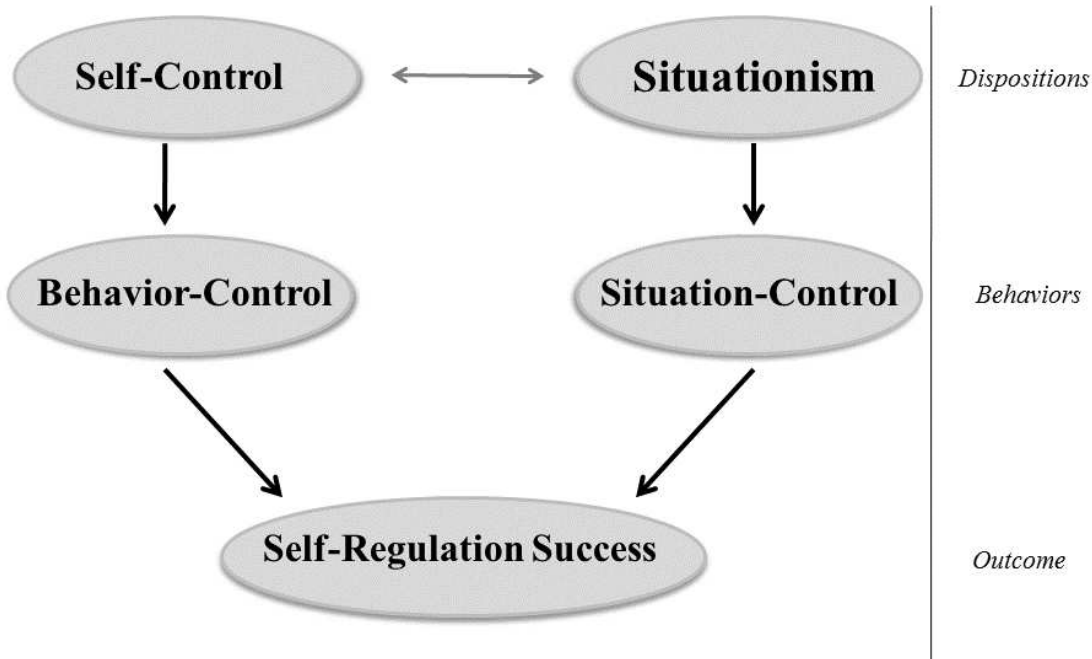 Self-Control
Situationism
Dispositions
Behavior-Control
Situation-Control
Behaviors
Self-Regulation Success
Outcome